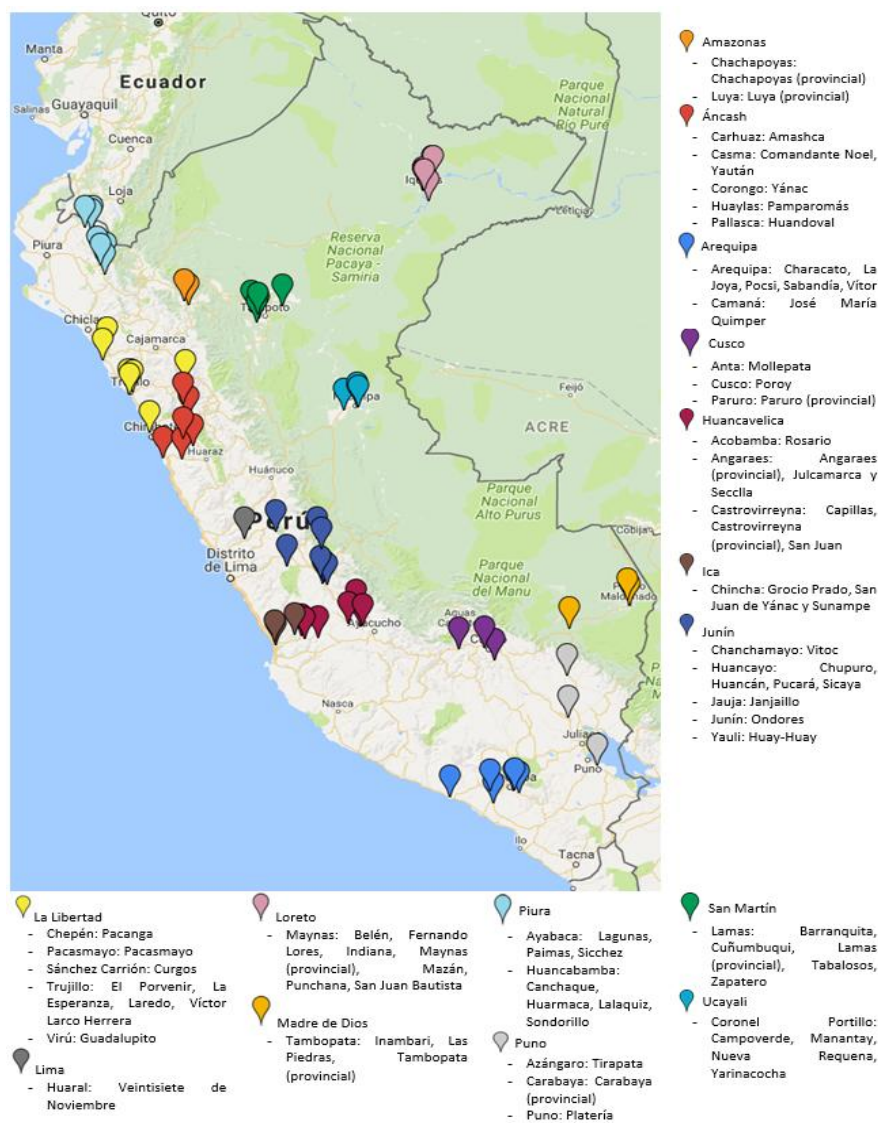 Quito
Manta
Ecuador
Guayaquil
Salinas
Cuenca
Loja
Piura
Parque
Nacional
Natural
Río Puré
Leticia
Reserva
Nacional
Pacaya -
Samiria
Chicla
Cajamarca
Feijó
ACRE
Huaraz
Huánuco
Perú
Parque
Nacional
Alto Purus
Cobija
Distrito
de Lima
Parque
Nacional
del Manu
Maldonado
Aguas
Ayacucho
Nasca
Puno
Ilo
Tacna
Amazonas
- Chachapoyas:
Chachapoyas (provincial)
- Luya: Luya (provincial)
Áncash
- Carhuaz: Amashca
- Casma: Comandante Noel,
Yaután
- Corongo: Yánac
- Huaylas: Pamparomás
- Pallasca: Huandoval
Arequipa
- Arequipa: Characato, La
Joya, Pocsi, Sabandía, Vítor
- Camaná: José María
Quimper
Cusco
- Anta: Mollepata
- Cusco: Poroy
- Paruro: Paruro (provincial)
Huancavelica
- Acobamba: Rosario
- Angaraes: Angaraes
(provincial), Julcamarca y
Secclla
- Castrovirreyna: Capillas,
Castrovirreyna
(provincial), San Juan
Ica
- Chincha: Grocio Prado, San
Juan de Yánac y Sunampe
Junín
- Chanchamayo: Vitoc
- Huancayo: Chupuro,
Huancán, Pucará, Sicaya
- Jauja: Janjaillo
- Junín: Ondores
- Yauli: Huay-Huay
La Libertad
- Chepén: Pacanga
- Pacasmayo: Pacasmayo
- Sánchez Carrión: Curgos
- Trujillo: El Porvenir, La
Esperanza, Laredo, Víctor
Larco Herrera
- Virú: Guadalupito
Lima
- Huaral: Veintisiete de
Noviembre
Loreto
- Maynas: Belén, Fernando
Lores, Indiana, Maynas
(provincial), Mazán,
Punchana, San Juan Bautista
Madre de Dios
- Tambopata: Inambari, Las
Piedras, Tambopata
(provincial)
Piura
- Ayabaca: Lagunas,
Paimas, Sicchez
- Huancabamba:
Canchaque,
Huarmaca, Lalaquiz,
Sondorillo
Puno
- Azángaro: Tirapata
- Carabaya: Carabaya
(provincial)
- Puno: Platería
San Martín
- Lamas: Barranquita,
Cuñumbuqui, Lamas
(provincial), Tabalosos,
Zapatero
Ucayali
- Coronel Portillo:
Campoverde, Manantay,
Nueva Requena,
Yarinacocha